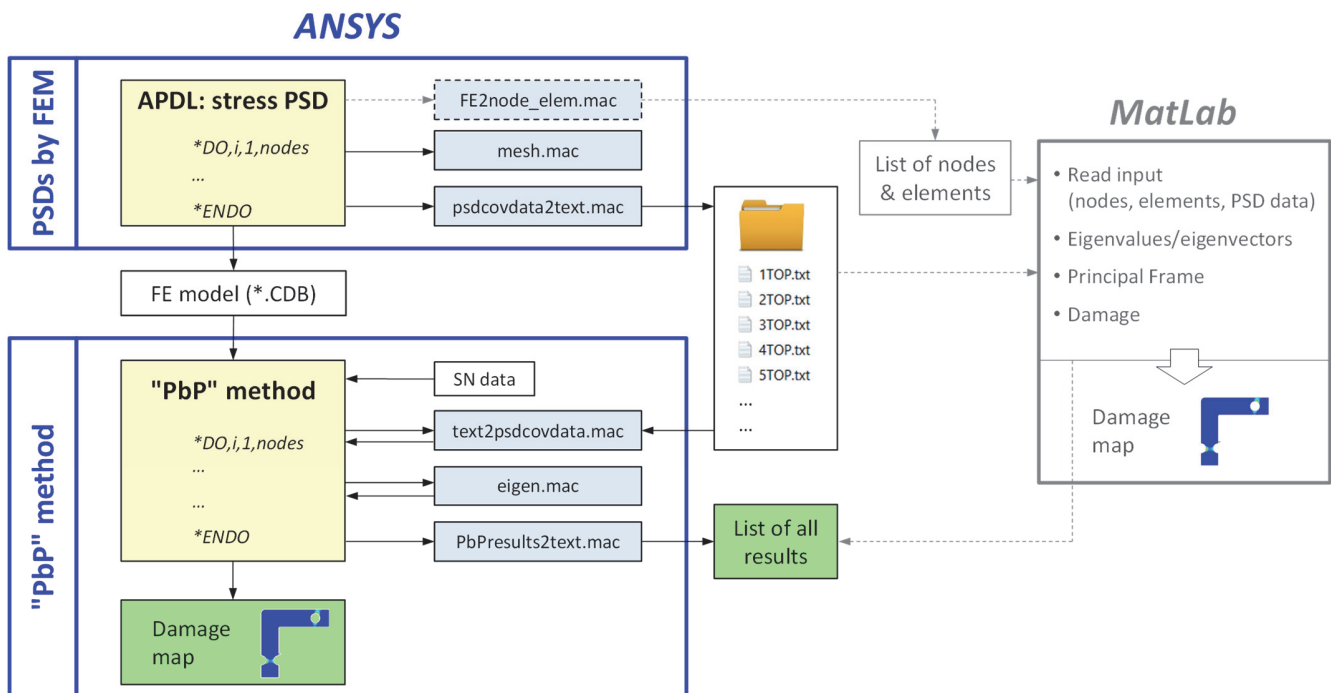 ANSYS
PSDs by FEM
APDL: stress PSD
*DO,i,1,nodes
...
*ENDO
FE2node_elem.mac
mesh.mac
psdcovdata2text.mac
List of nodes
& elements
MatLab
• Read input
(nodes, elements, PSD data)
• Eigenvalues/eigenvectors
• Principal Frame
• Damage
Damage
map
1TOP.txt
2TOP.txt
3TOP.txt
4TOP.txt
5TOP.txt
...
...
FE model (*.CDB)
"PbP" method
"PbP" method
*DO,i,1,nodes
...
...
*ENDO
SN data
text2psdcovdata.mac
eigen.mac
PbPresults2text.mac
List of all
results
Damage
map